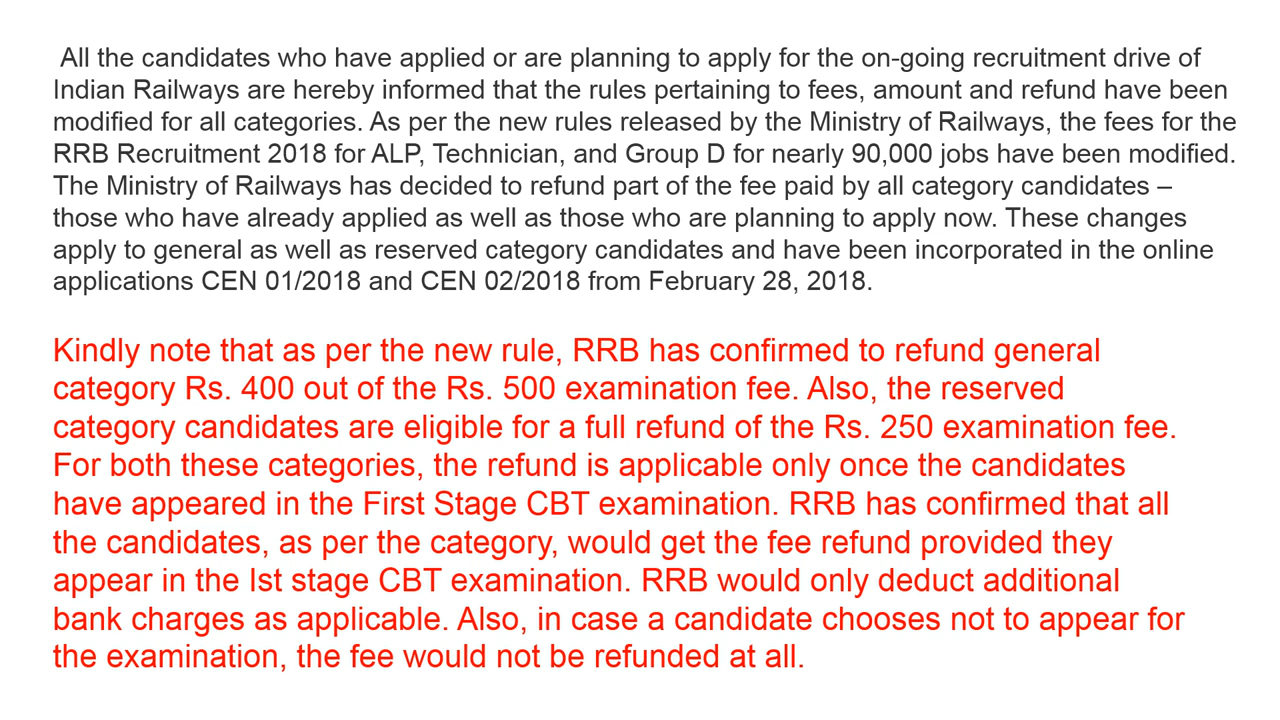 All the candidates who have applied or are planning to apply for the on-going recruitment drive of
Indian Railways are hereby informed that the rules pertaining to fees, amount and refund have been
modified for all categories. As per the new rules released by the Ministry of Railways, the fees for the
RRB Recruitment 2018 for ALP, Technician, and Group D for nearly 90,000 jobs have been modified.
The Ministry of Railways has decided to refund part of the fee paid by all category candidates –
those who have already applied as well as those who are planning to apply now. These changes
apply to general as well as reserved category candidates and have been incorporated in the online
applications CEN 01/2018 and CEN 02/2018 from February 28, 2018.
Kindly note that as per the new rule, RRB has confirmed to refund general
category Rs. 400 out of the Rs. 500 examination fee. Also, the reserved
category candidates are eligible for a full refund of the Rs. 250 examination fee.
For both these categories, the refund is applicable only once the candidates
have appeared in the First Stage CBT examination. RRB has confirmed that all
the candidates, as per the category, would get the fee refund provided they
appear in the Ist stage CBT examination. RRB would only deduct additional
bank charges as applicable. Also, in case a candidate chooses not to appear for
the examination, the fee would not be refunded at all.